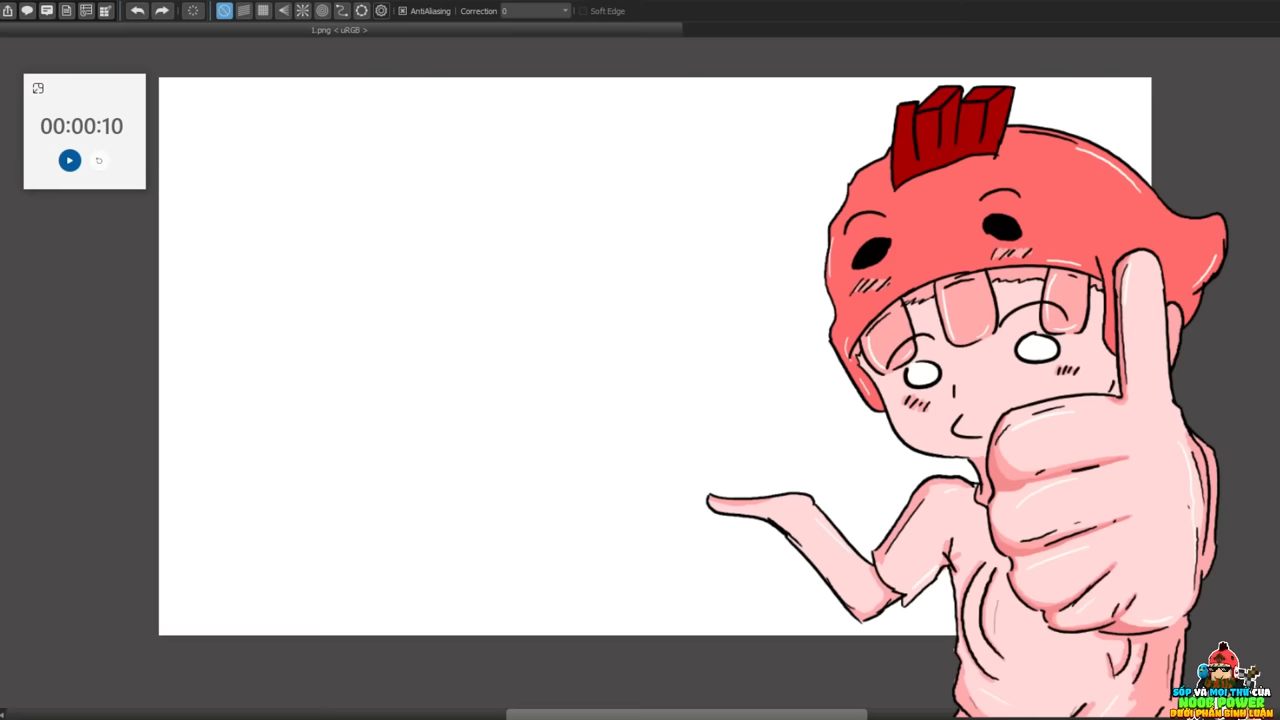 AntiAliasing Correction 0 Soft Edge
1.png < uRGB >
00:00:10
SÓP VÀ MỌI THỨ CỦA
NOOB POWER
DƯỚI PHẦN BÌNH LUẬN